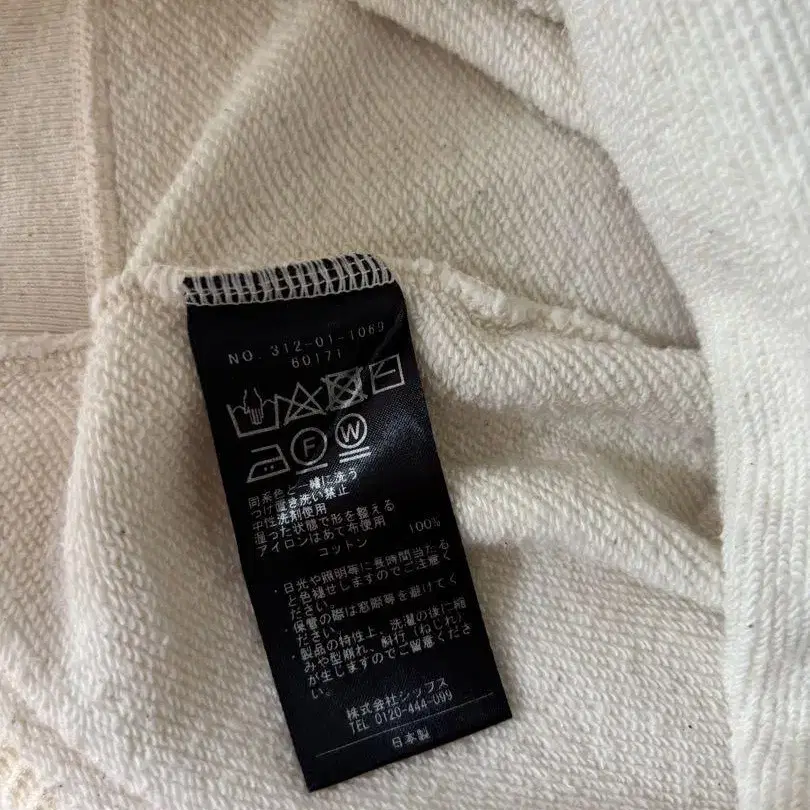 NO. 312-01-1069
60171
F W
同系色と一緒に洗う
つけ置き洗い禁止
中性洗剤使用
湿った状態で形を整える
アイロンはあて布使用
コットン 100%
・日光や照明等に長時間当たる
と色褪せしますのでご注意く
ださい。
・保管の際は窓際等を避けてく
ださい。
・製品の特性上、洗濯の後に縮
みや型崩れ、斜行(ねじれ)
が生じますのでご留意くださ
い。
株式会社シップス
TEL 0120-444-099
日本製